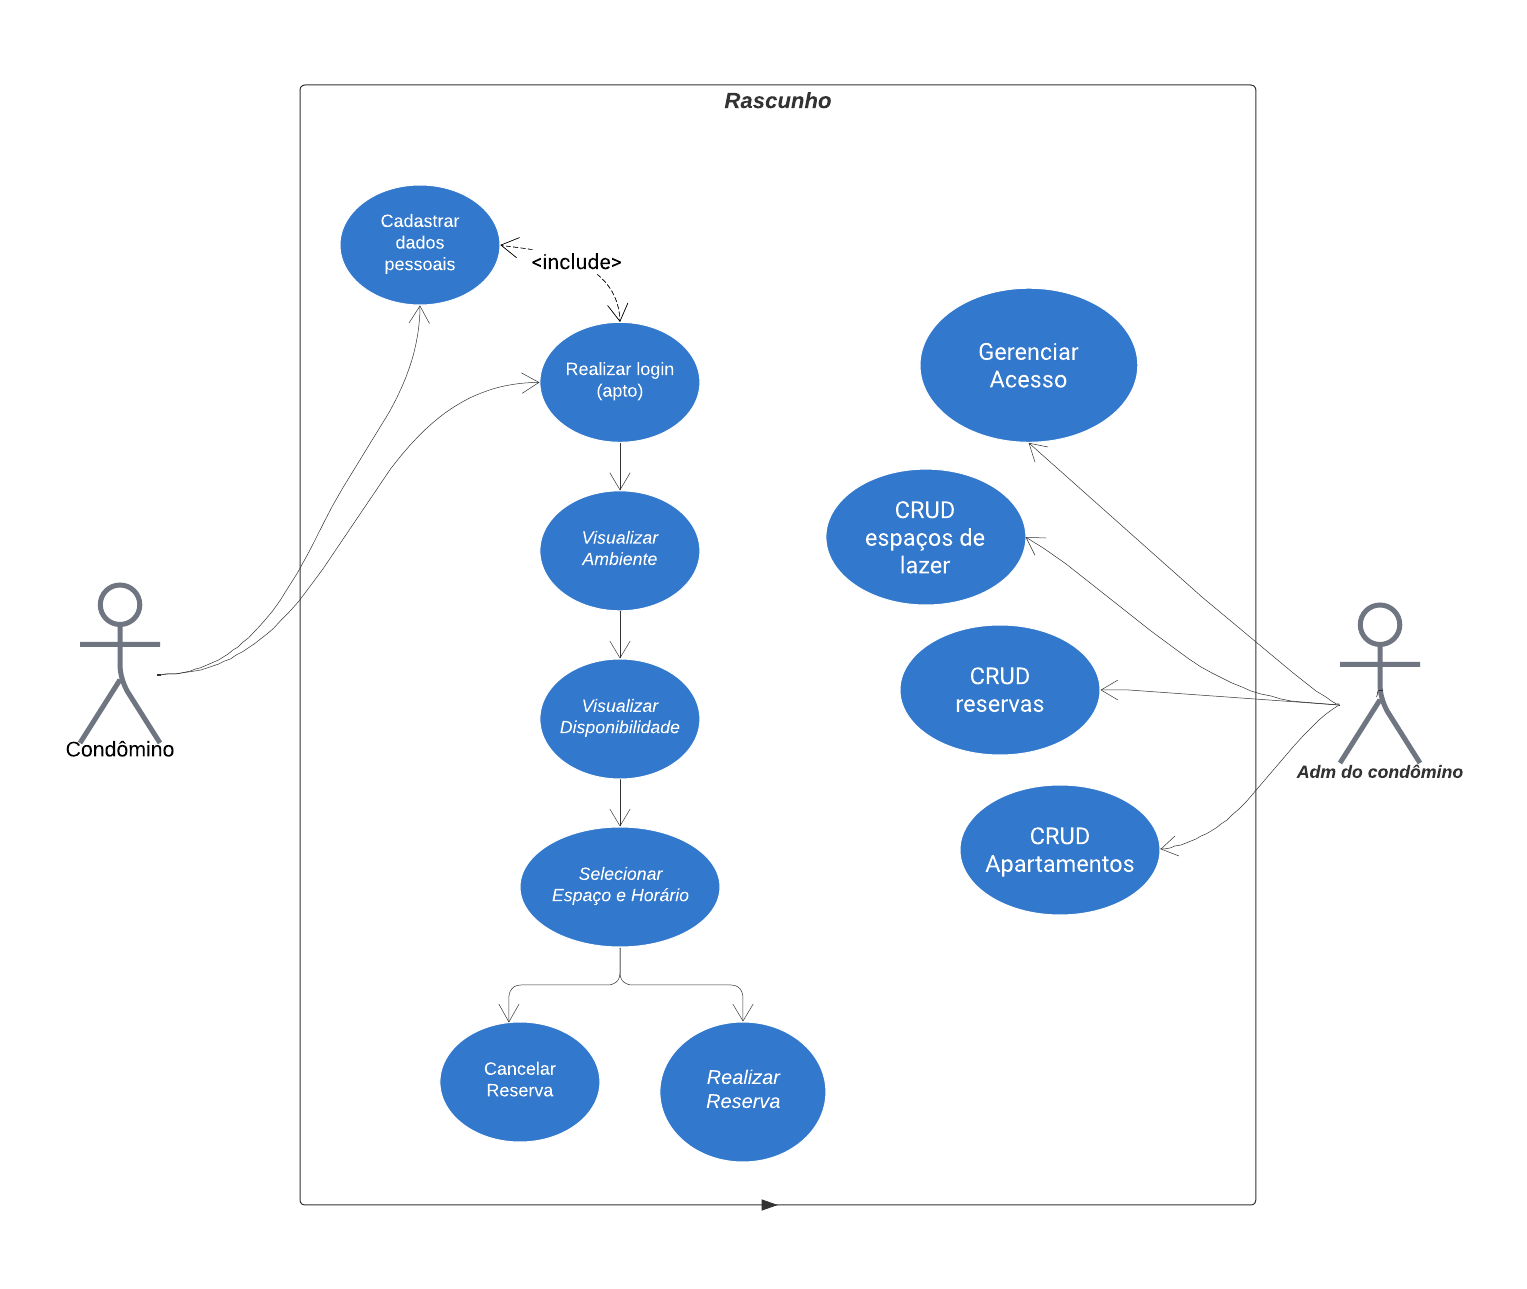 Rascunho
Cadastrar
dados
pessoais
<include>
Realizar login
(apto)
Visualizar
Ambiente
Visualizar
Disponibilidade
Selecionar
Espaço e Horário
Cancelar
Reserva
Realizar
Reserva
Gerenciar
Acesso
CRUD
espaços de
lazer
CRUD
reservas
CRUD
Apartamentos
Condômino
Adm do condômino